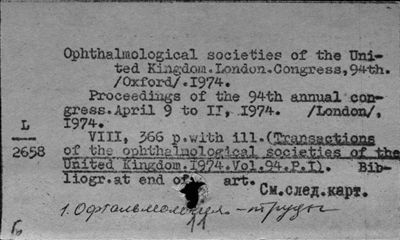 Ophthalmological societies of the Uni-
ted Kingdom.London.Congress,94th.
/Oxford/.1974.
Proceedings of the 94th annual con-
gress.April 9 to II, 1974. /London/,
1974.
L
2658
VIII, 366 p.with ill.(Transactions
of the ophthalmological societies of the
United Kingdom.1974.Vol.94.P.I). Bib-
liogr.at end of art.
См.след.карт.
1. Офтальмология - труды